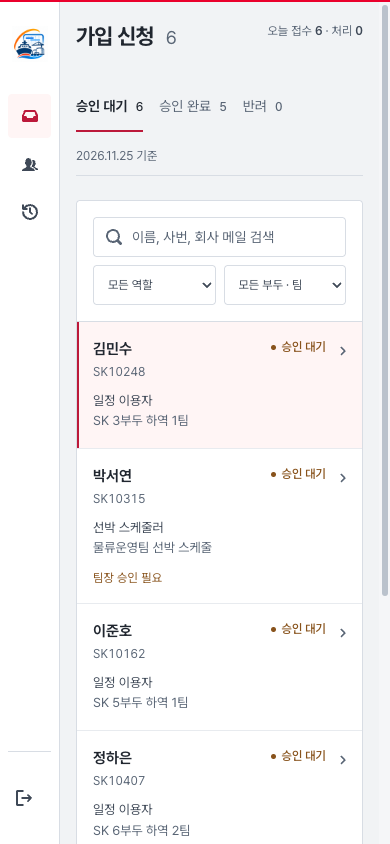 가입 신청 6
오늘 접수 6 · 처리 0
승인 대기 6 승인 완료 5 반려 0
2026.11.25 기준
이름, 사번, 회사 메일 검색
모든 역할 모든 부두 · 팀
김민수 • 승인 대기
SK10248
일정 이용자
SK 3부두 하역 1팀
박서연 • 승인 대기
SK10315
선박 스케줄러
물류운영팀 선박 스케줄
팀장 승인 필요
이준호 • 승인 대기
SK10162
일정 이용자
SK 5부두 하역 1팀
정하은 • 승인 대기
SK10407
일정 이용자
SK 6부두 하역 2팀